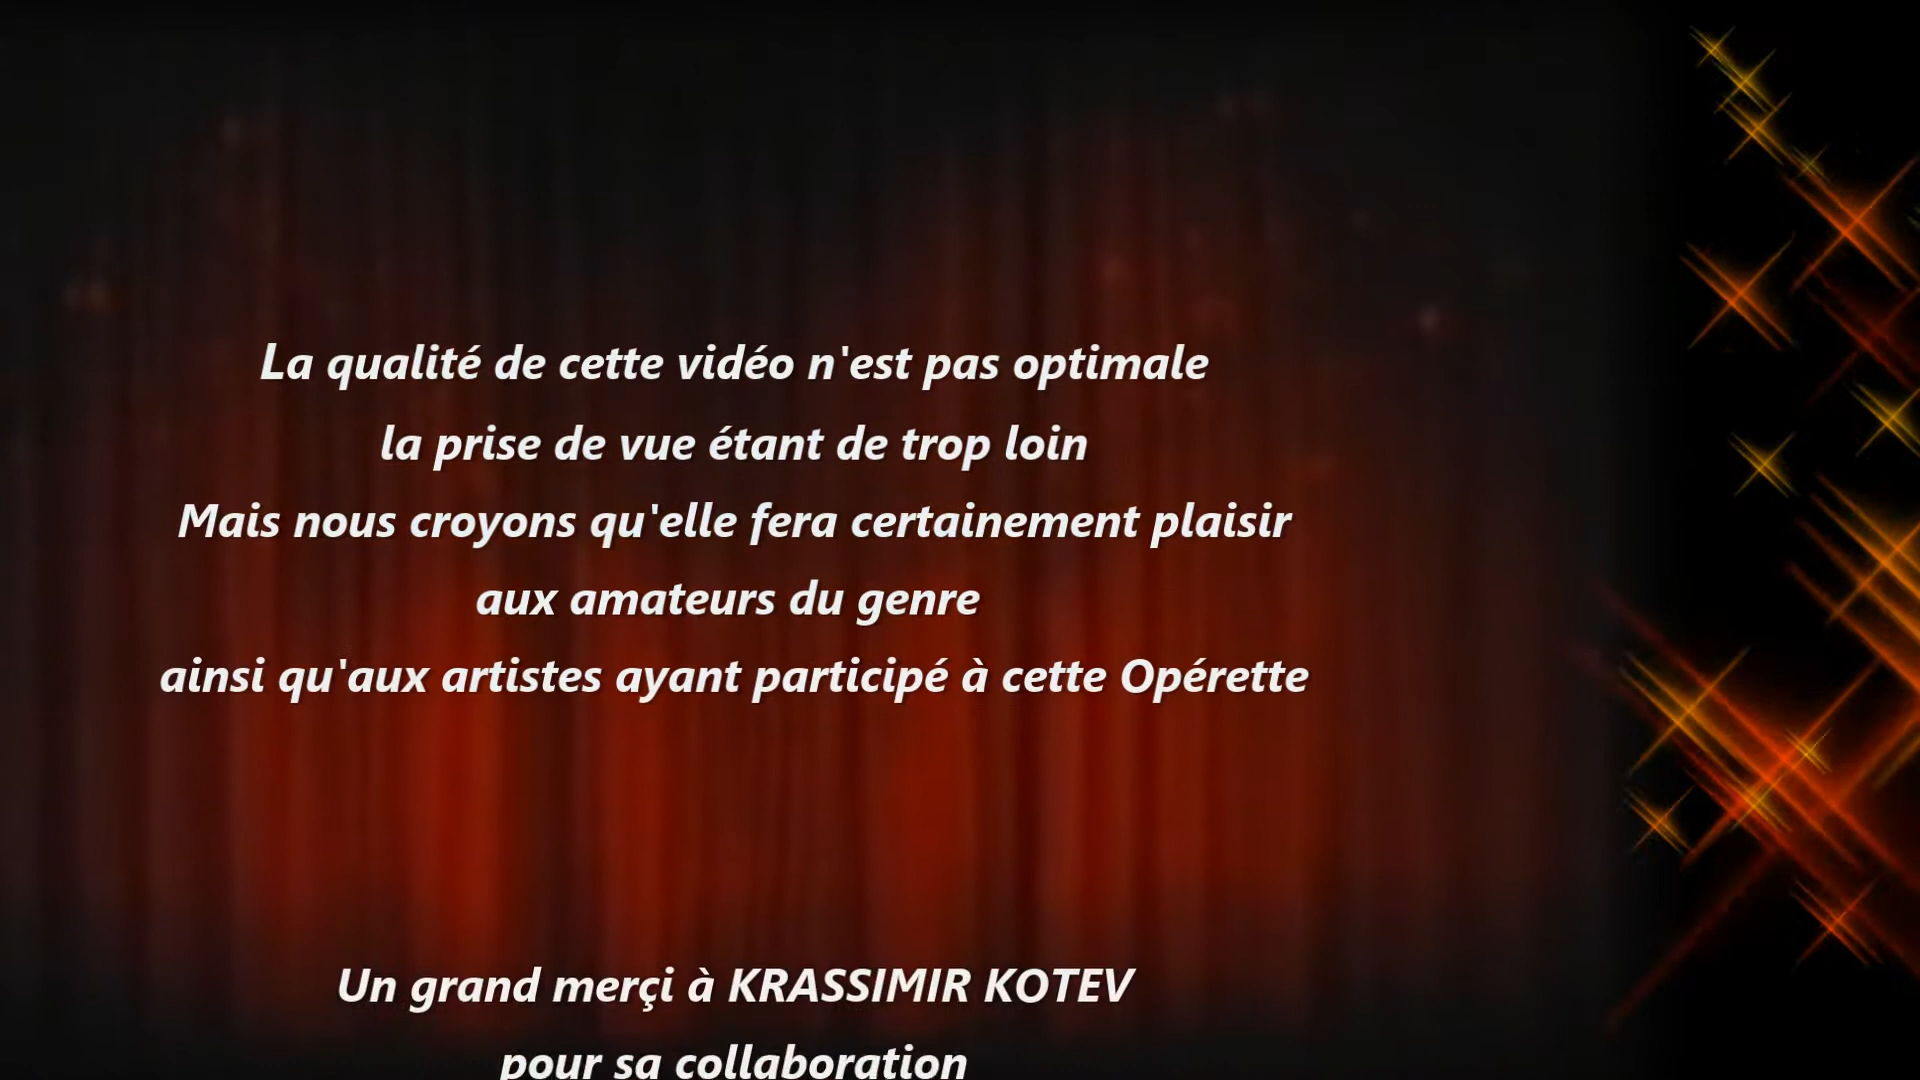 La qualité de cette vidéo n'est pas optimale
la prise de vue étant de trop loin
Mais nous croyons qu'elle fera certainement plaisir
aux amateurs du genre
ainsi qu'aux artistes ayant participé à cette Opérette
Un grand merçi à KRASSIMIR KOTEV
pour sa collaboration